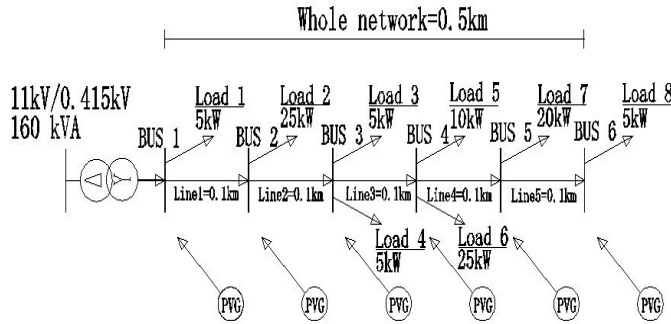 Whole network=0.5km
11kV/0.415kV
160 kVA
Load 1
5kW
Load 2
25kW
Load 3
5kW
Load 5
10kW
Load 7
20kW
Load 8
5kW
BUS 1
BUS 2
BUS 3
BUS 4
BUS 5
BUS 6
Δ
Y
Line1=0.1km
Line2=0.1km
Line3=0.1km
Line4=0.1km
Line5=0.1km
Load 4
5kW
Load 6
25kW
PVG
PVG
PVG
PVG
PVG
PVG